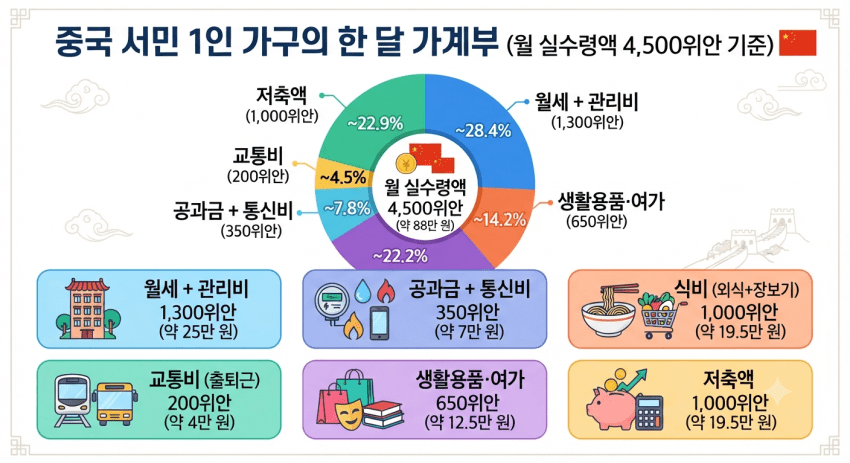 중국 서민 1인 가구의 한 달 가계부 (월 실수령액 4,500위안 기준)
저축액
(1,000위안)
~22.9%
월세 + 관리비
(1,300위안)
~28.4%
교통비
(200위안)
~4.5%
월 실수령액
4,500위안
(약 88만 원)
공과금 + 통신비
(350위안)
~7.8%
생활용품·여가
(650위안)
~14.2%
~22.2%
월세 + 관리비
1,300위안
(약 25만 원)
공과금 + 통신비
350위안
(약 7만 원)
식비 (외식+장보기)
1,000위안
(약 19.5만 원)
교통비 (출퇴근)
200위안
(약 4만 원)
생활용품·여가
650위안
(약 12.5만 원)
저축액
1,000위안
(약 19.5만 원)